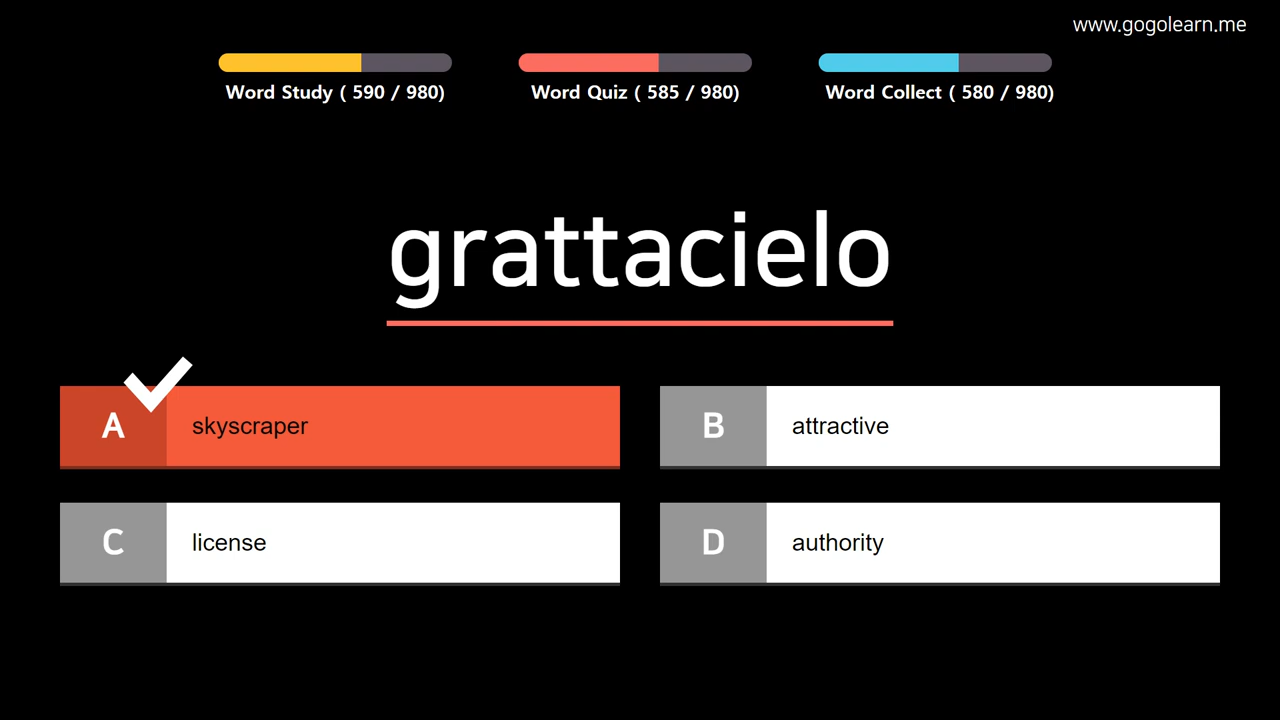 www.gogolearn.me
Word Study ( 590 / 980)
Word Quiz ( 585 / 980)
Word Collect ( 580 / 980)
grattacielo
A skyscraper
B attractive
C license
D authority